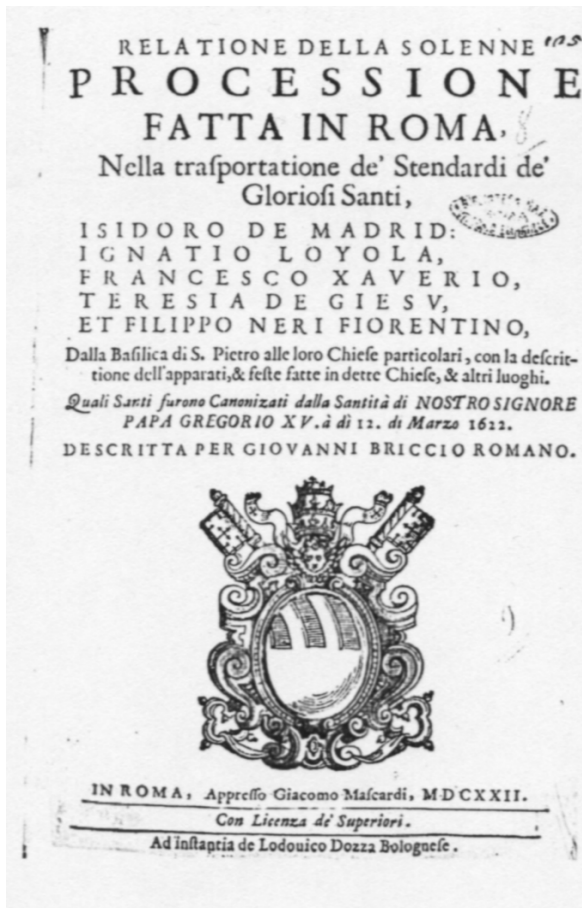 RELATIONE DELLA SOLENNE
PROCESSIONE
FATTA IN ROMA,
Nella traſportatione de' Stendardi de'
Glorioſi Santi,
ISIDORO DE MADRID:
IGNATIO LOYOLA,
FRANCESCO XAVERIO,
TERESIA DE GIESV,
ET FILIPPO NERI FIORENTINO,
Dalla Baſilica di S. Pietro alle loro Chieſe particolari, con la deſcrit-
tione dell'apparati, & feſte fatte in dette Chieſe, & altri luoghi.
Quali Santi furono Canonizati dalla Santità di NOSTRO SIGNORE
PAPA GREGORIO XV. à di 12. di Marzo 1622.
DESCRITTA PER GIOVANNI BRICCIO ROMANO.
IN ROMA, Appreſſo Giacomo Maſcardi, MDCXXII.
Con Licenza de' Superiori.
Ad inſtantia de Lodouico Dozza Bologneſe.